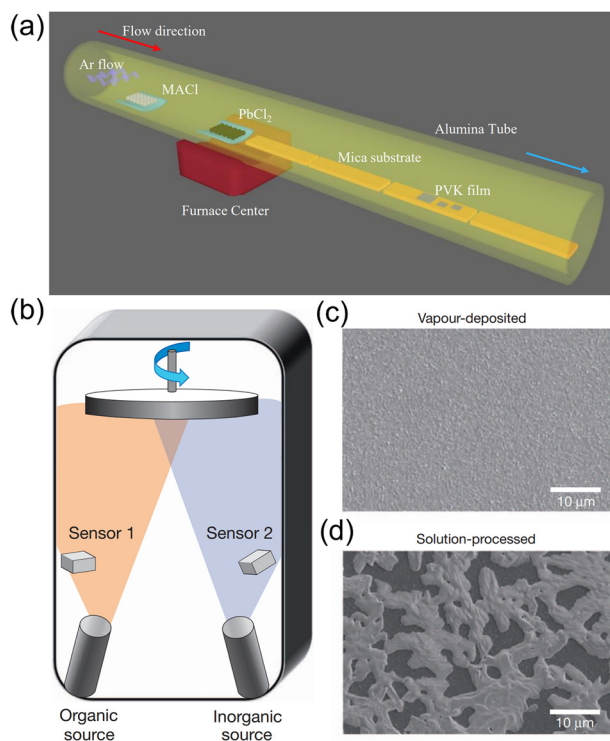 (a)
Flow direction
Ar flow
MACl
PbCl₂
Alumina Tube
Mica substrate
PVK film
Furnace Center
(b)
Sensor 1
Sensor 2
Organic
source
Inorganic
source
(c)
Vapour-deposited
10 μm
(d)
Solution-processed
10 μm